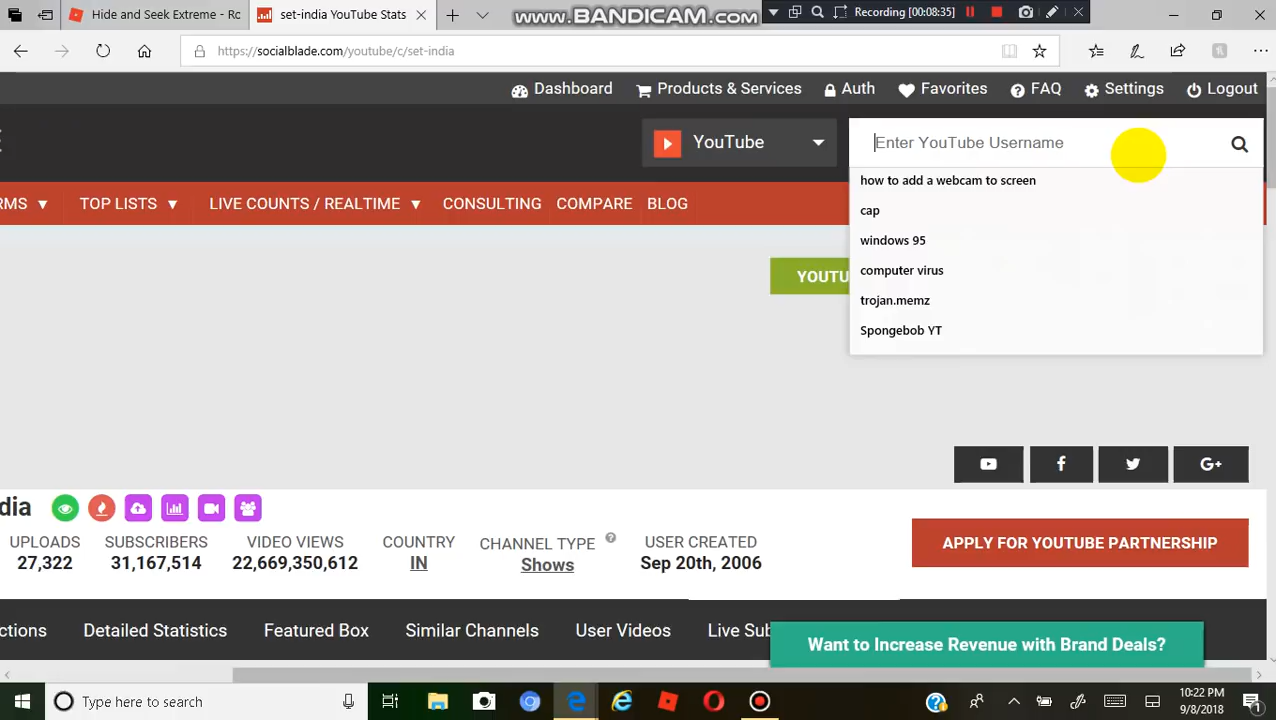 Hide and Seek Extreme - Rc
set-india YouTube Stats
www.BANDICAM.com
Recording [00:08:35]
https://socialblade.com/youtube/c/set-india
Dashboard
Products & Services
Auth
Favorites
FAQ
Settings
Logout
YouTube
Enter YouTube Username
how to add a webcam to screen
cap
windows 95
computer virus
trojan.memz
Spongebob YT
RMS
TOP LISTS
LIVE COUNTS / REALTIME
CONSULTING
COMPARE
BLOG
YOUTU
dia
UPLOADS
27,322
SUBSCRIBERS
31,167,514
VIDEO VIEWS
22,669,350,612
COUNTRY
IN
CHANNEL TYPE
Shows
USER CREATED
Sep 20th, 2006
APPLY FOR YOUTUBE PARTNERSHIP
ctions
Detailed Statistics
Featured Box
Similar Channels
User Videos
Live Sub
Want to Increase Revenue with Brand Deals?
Type here to search
10:22 PM
9/8/2018